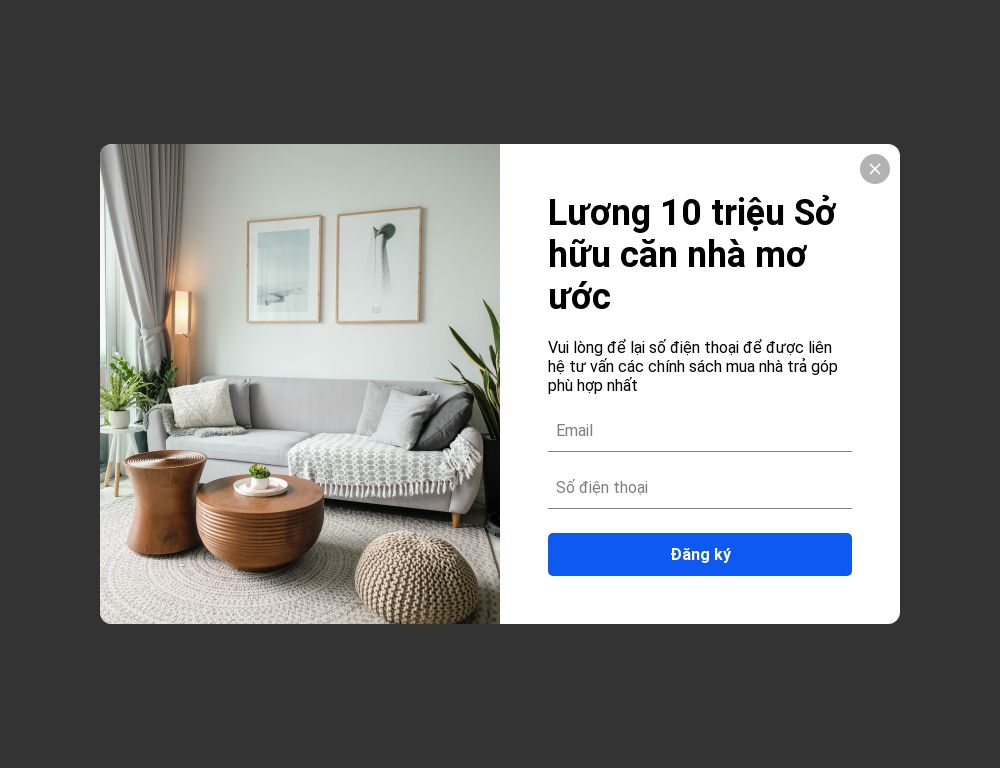 Lương 10 triệu Sở
hữu căn nhà mơ
ước
Vui lòng để lại số điện thoại để được liên
hệ tư vấn các chính sách mua nhà trả góp
phù hợp nhất
Email
Số điện thoại
Đăng ký